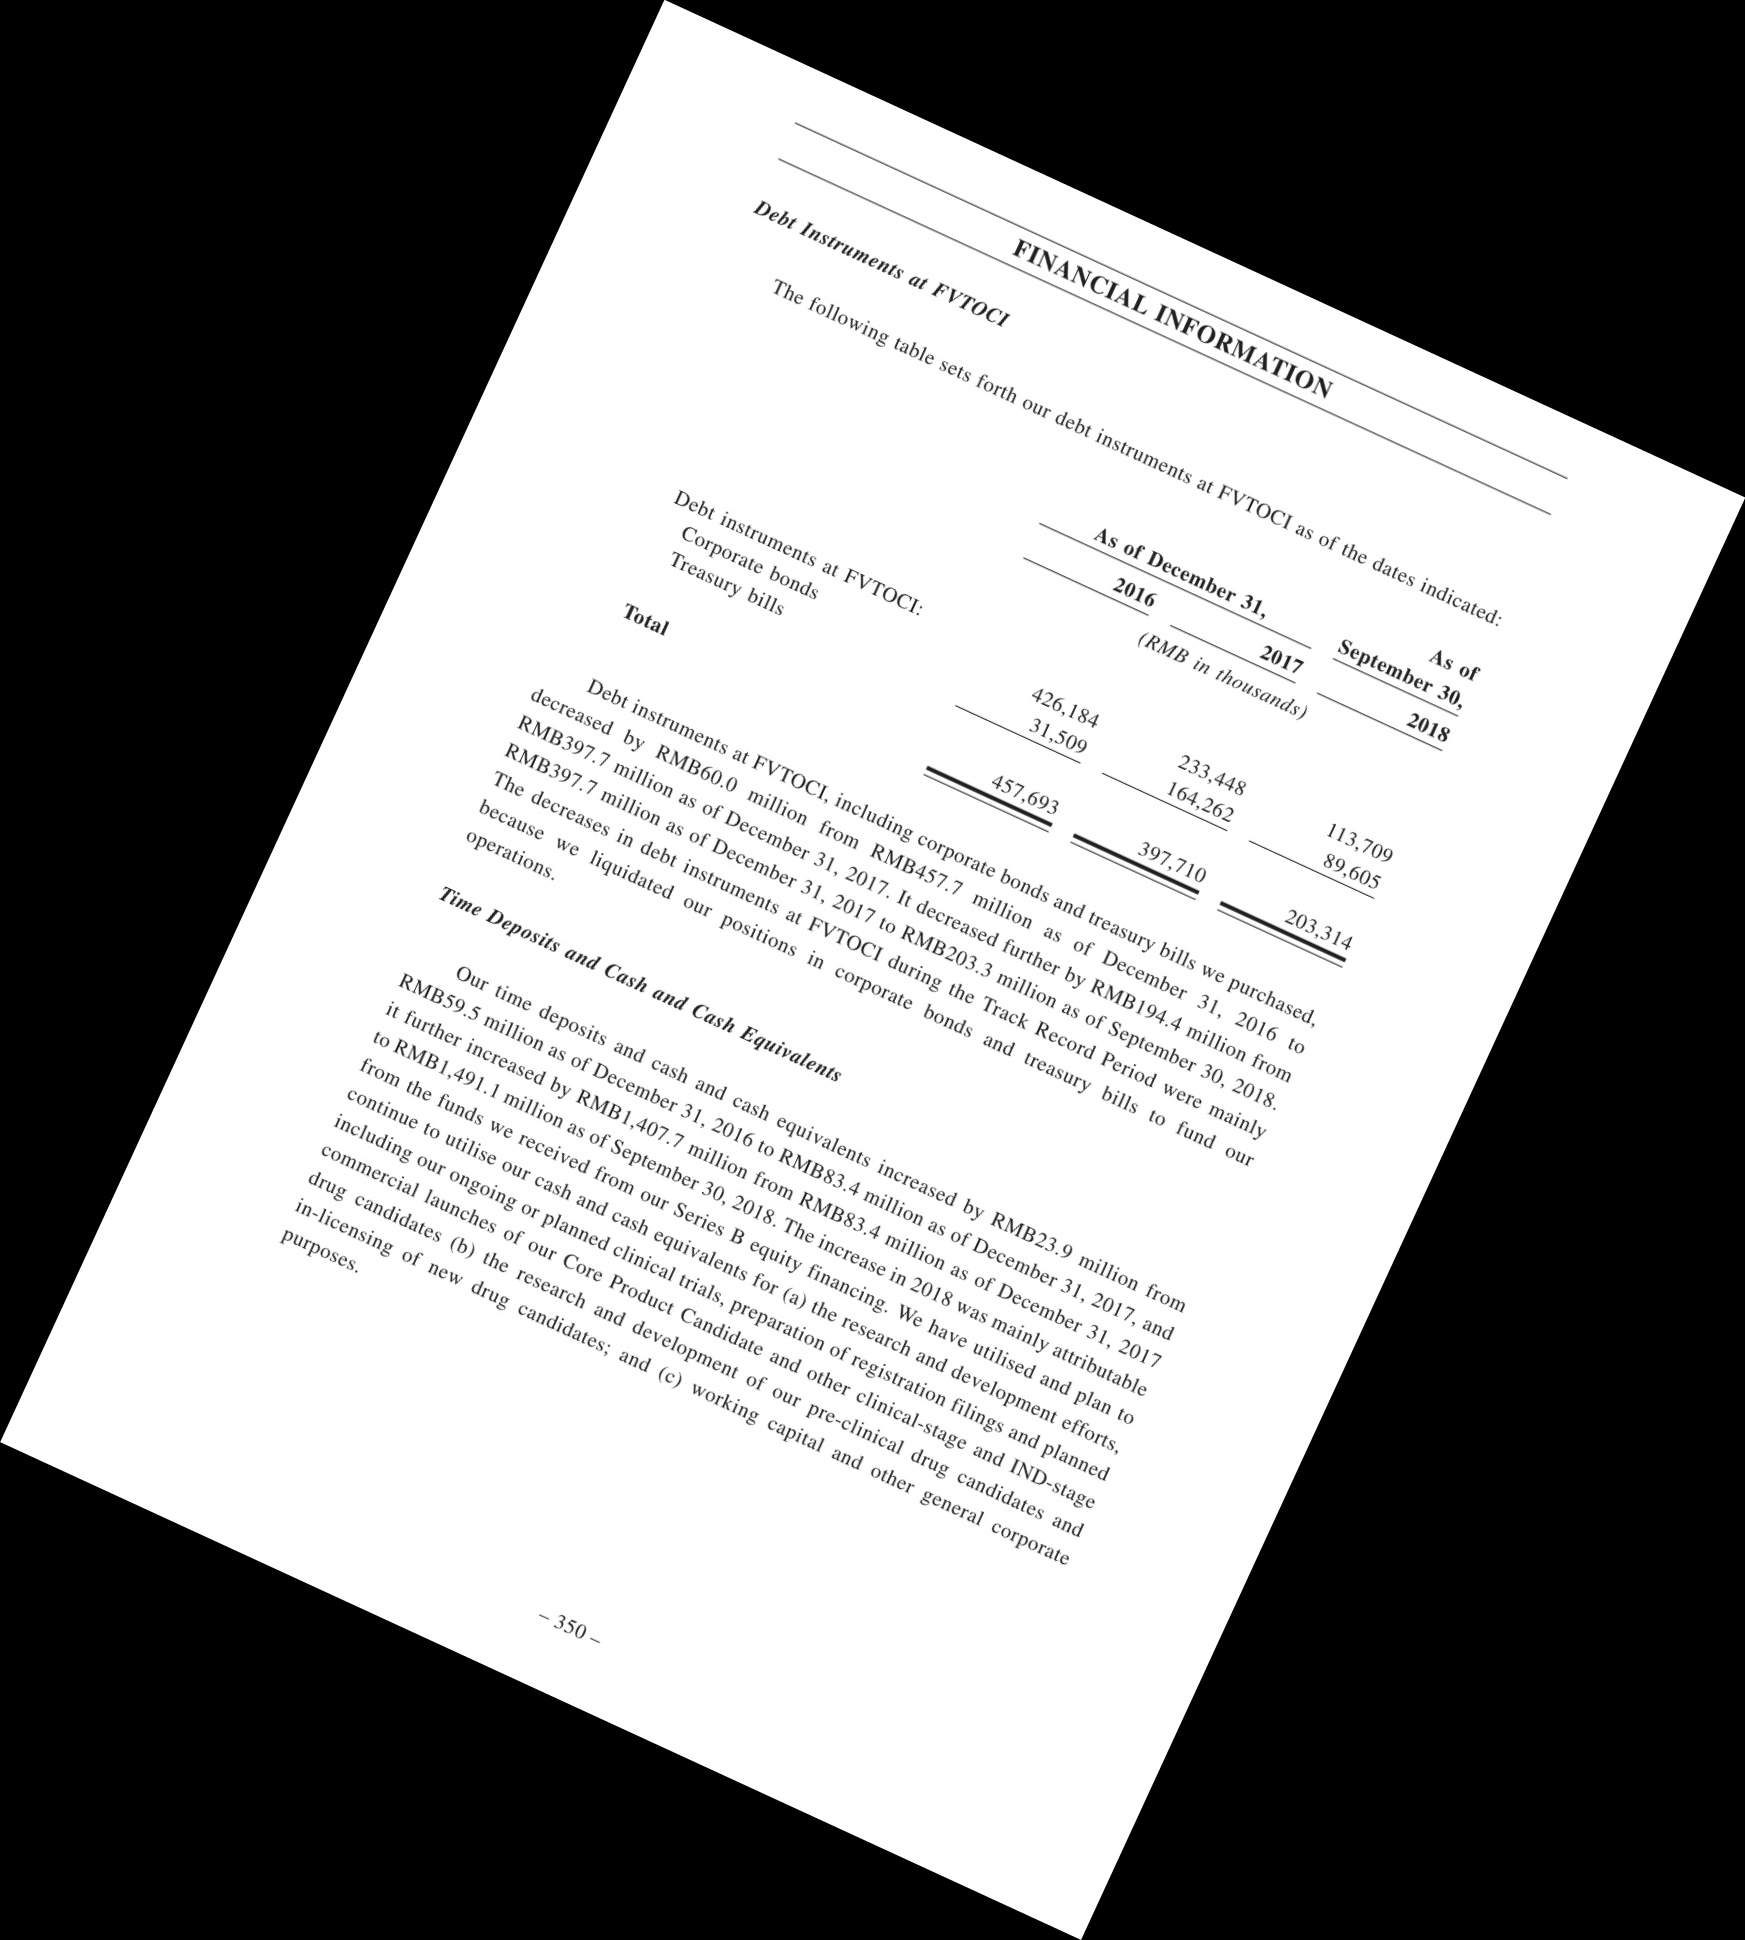 FINANCIAL INFORMATION
Debt Instruments at FVTOCI
The following table sets forth our debt instruments at FVTOCI as of the dates indicated:
As of December 31, As of September 30,
2016 2017 2018
(RMB in thousands)
Debt instruments at FVTOCI:
Corporate bonds 426,184 233,448 113,709
Treasury bills 31,509 164,262 89,605
Total 457,693 397,710 203,314
Debt instruments at FVTOCI, including corporate bonds and treasury bills we purchased,
decreased by RMB60.0 million from RMB457.7 million as of December 31, 2016 to
RMB397.7 million as of December 31, 2017. It decreased further by RMB194.4 million from
RMB397.7 million as of December 31, 2017 to RMB203.3 million as of September 30, 2018.
The decreases in debt instruments at FVTOCI during the Track Record Period were mainly
because we liquidated our positions in corporate bonds and treasury bills to fund our
operations.
Time Deposits and Cash and Cash Equivalents
Our time deposits and cash and cash equivalents increased by RMB23.9 million from
RMB59.5 million as of December 31, 2016 to RMB83.4 million as of December 31, 2017, and
it further increased by RMB1,407.7 million from RMB83.4 million as of December 31, 2017
to RMB1,491.1 million as of September 30, 2018. The increase in 2018 was mainly attributable
from the funds we received from our Series B equity financing. We have utilised and plan to
continue to utilise our cash and cash equivalents for (a) the research and development efforts,
including our ongoing or planned clinical trials, preparation of registration filings and planned
commercial launches of our Core Product Candidate and other clinical-stage and IND-stage
drug candidates (b) the research and development of our pre-clinical drug candidates and
in-licensing of new drug candidates; and (c) working capital and other general corporate
purposes.
– 350 –